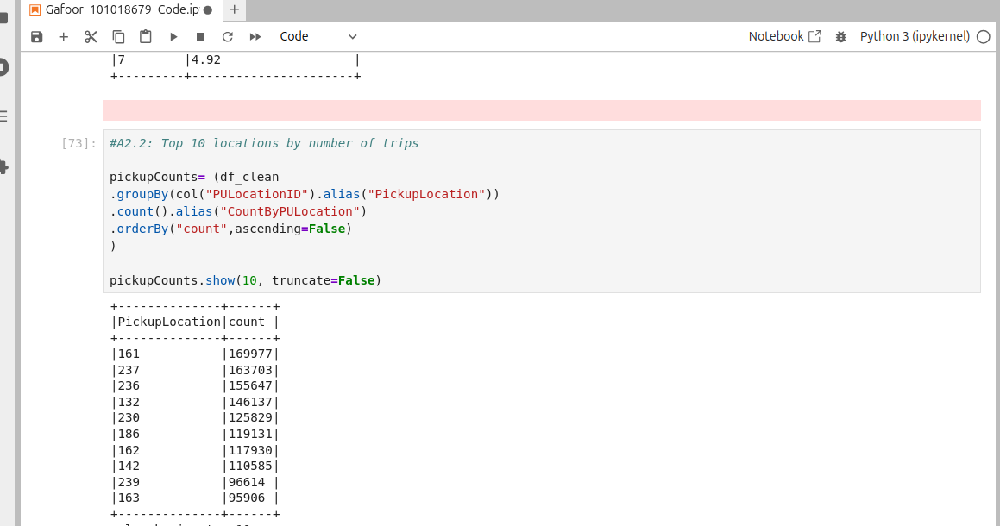 Gafoor_101018679_Code.ip
Code
Notebook
Python 3 (ipykernel)
|7        |4.92                  |
+---------+----------------------+
[73]:
#A2.2: Top 10 locations by number of trips
pickupCounts= (df_clean
.groupBy(col("PULocationID").alias("PickupLocation"))
.count().alias("CountByPULocation")
.orderBy("count",ascending=False)
)
pickupCounts.show(10, truncate=False)
+--------------+------+
|PickupLocation|count |
+--------------+------+
|161           |169977|
|237           |163703|
|236           |155647|
|132           |146137|
|230           |125829|
|186           |119131|
|162           |117930|
|142           |110585|
|239           |96614 |
|163           |95906 |
+--------------+------+